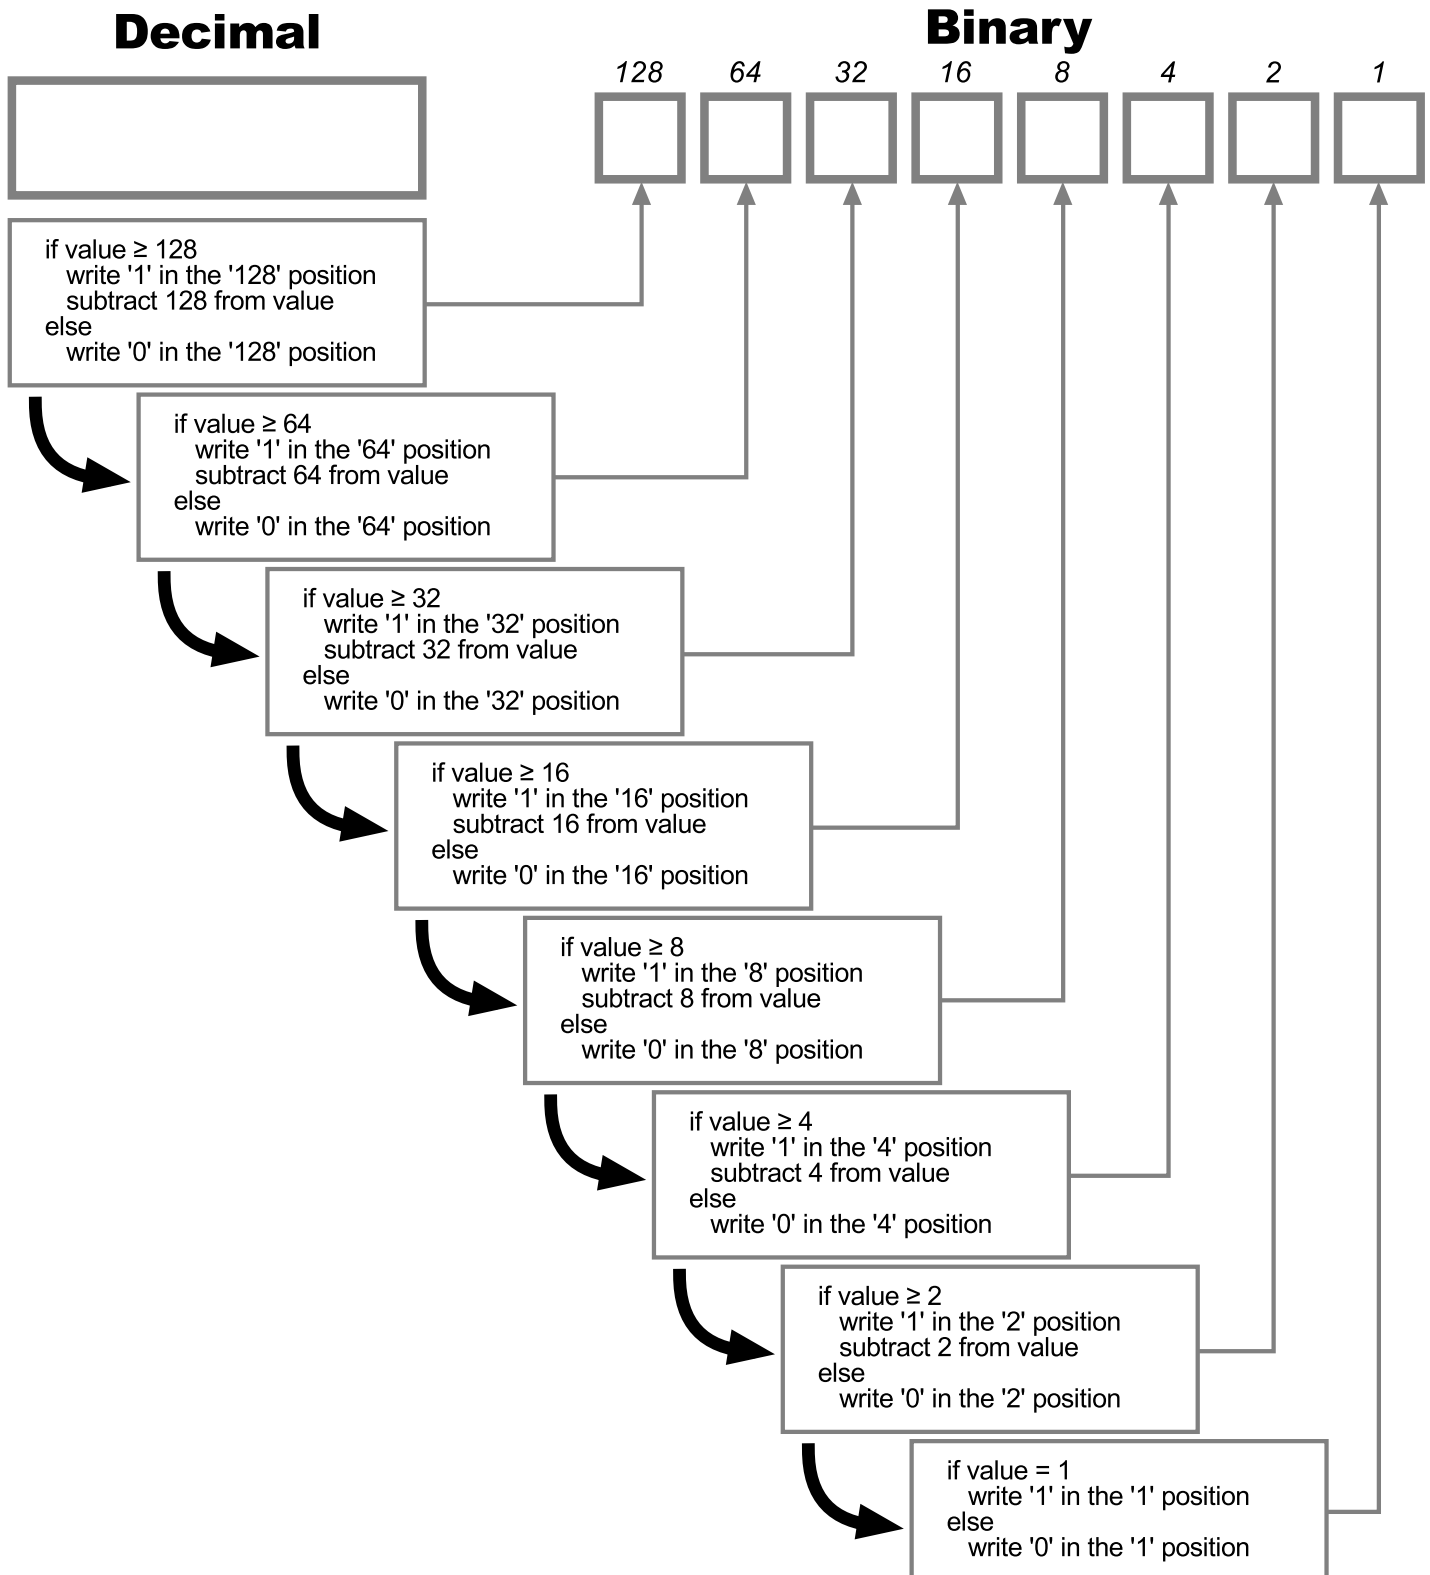 Decimal
Binary
128 64 32 16 8 4 2 1
if value ≥ 128
write '1' in the '128' position
subtract 128 from value
else
write '0' in the '128' position
if value ≥ 64
write '1' in the '64' position
subtract 64 from value
else
write '0' in the '64' position
if value ≥ 32
write '1' in the '32' position
subtract 32 from value
else
write '0' in the '32' position
if value ≥ 16
write '1' in the '16' position
subtract 16 from value
else
write '0' in the '16' position
if value ≥ 8
write '1' in the '8' position
subtract 8 from value
else
write '0' in the '8' position
if value ≥ 4
write '1' in the '4' position
subtract 4 from value
else
write '0' in the '4' position
if value ≥ 2
write '1' in the '2' position
subtract 2 from value
else
write '0' in the '2' position
if value = 1
write '1' in the '1' position
else
write '0' in the '1' position